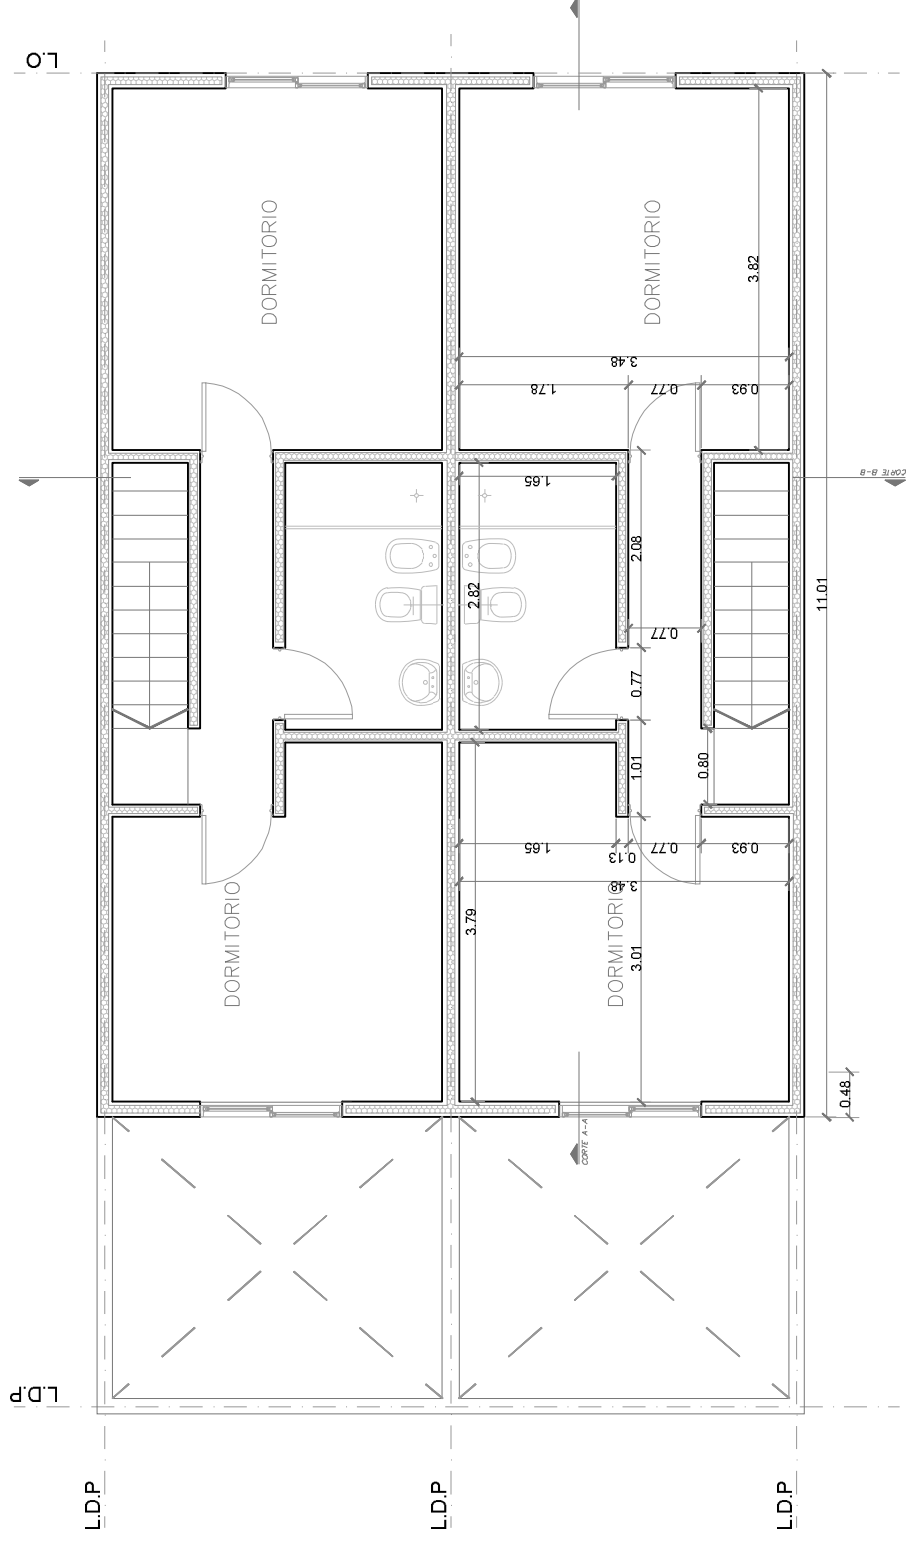 L.O
DORMITORIO
DORMITORIO
3.82
3.48
1.78
0.77
0.93
CORTE B-B
1.65
2.08
2.82
11.01
0.77
0.77
1.01
0.80
1.65
0.13
0.77
0.93
3.48
DORMITORIO
DORMITORIO
3.79
3.01
0.48
CORTE A-A
L.D.P
L.D.P
L.D.P
L.D.P